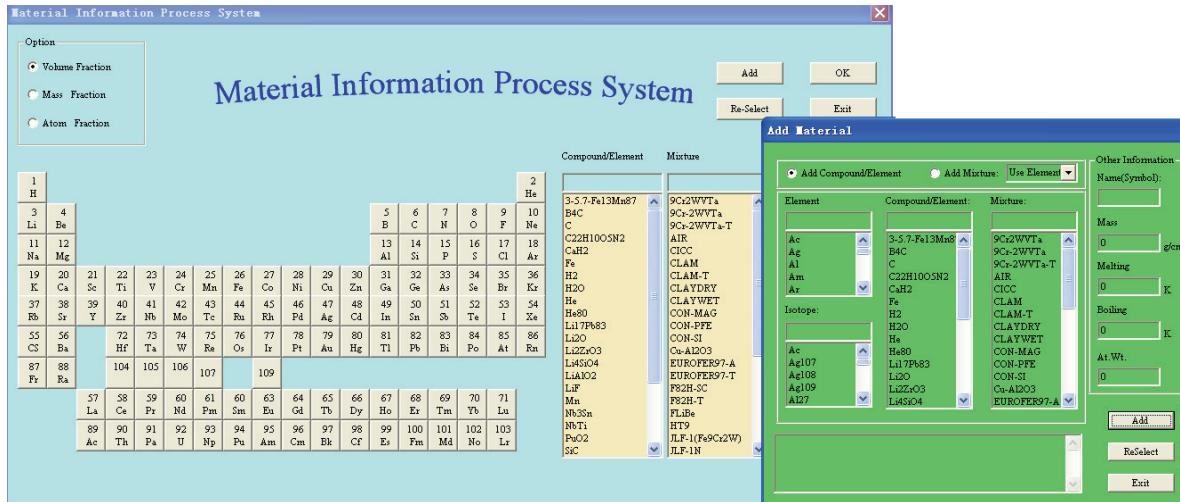 Material Information Process System
Option
Volume Fraction
Mass Fraction
Atom Fraction
Material Information Process System
Add
OK
Re-Select
Exit
1
H
2
He
3 4 5 6 7 8 9 10
Li Be B C N O F Ne
11 12 13 14 15 16 17 18
Na Mg Al Si P S Cl Ar
19 20 21 22 23 24 25 26 27 28 29 30 31 32 33 34 35 36
K Ca Sc Ti V Cr Mn Fe Co Ni Cu Zn Ga Ge As Se Br Kr
37 38 39 40 41 42 43 44 45 46 47 48 49 50 51 52 53 54
Rb Sr Y Zr Nb Mo Tc Ru Rh Pd Ag Cd In Sn Sb Te I Xe
55 56 72 73 74 75 76 77 78 79 80 81 82 83 84 85 86
CS Ba Hf Ta W Re Os Ir Pt Au Hg Tl Pb Bi Po At Rn
87 88 104 105 106 107 109
Fr Ra
57 58 59 60 61 62 63 64 65 66 67 68 69 70 71
La Ce Pr Nd Pm Sm Eu Gd Tb Dy Ho Er Tm Yb Lu
89 90 91 92 93 94 95 96 97 98 99 100 101 102 103
Ac Th Pa U Np Pu Am Cm Bk Cf Es Fm Md No Lr
Compound/Element
3-5.7-Fe13Mn87
B4C
C
C22H10O5N2
CaH2
Fe
H2
H2O
He
He80
Li17Pb83
Li2O
Li2ZrO3
Li4SiO4
LiAlO2
LiF
Mn
Nb3Sn
NbTi
PuO2
SiC
Mixture
9Cr2WVTa
9Cr-2WVTa
9Cr-2WVTa-T
AIR
CICC
CLAM
CLAM-T
CLAYDRY
CLAYWET
CON-MAG
CON-PFE
CON-SI
Cu-Al2O3
EUROFER97-A
EUROFER97-T
F82H-SC
F82H-T
FLiBe
HT9
JLF-1(Fe9Cr2W)
JLF-1N
Add Material
Add Compound/Element
Add Mixture:
Use Element
Element
Ac
Ag
Al
Am
Ar
Isotope:
Ac
Ag107
Ag108
Ag109
Al27
Compound/Element:
3-5.7-Fe13Mn8
B4C
C
C22H10O5N2
CaH2
Fe
H2
H2O
He
He80
Li17Pb83
Li2O
Li2ZrO3
Li4SiO4
Mixture:
9Cr2WVTa
9Cr-2WVTa
9Cr-2WVTa-T
AIR
CICC
CLAM
CLAM-T
CLAYDRY
CLAYWET
CON-MAG
CON-PFE
CON-SI
Cu-Al2O3
EUROFER97-A
Other Information
Name(Symbol):
Mass
0 g/cm
Melting
0 K
Boiling
0 K
At.Wt.
0
Add
ReSelect
Exit